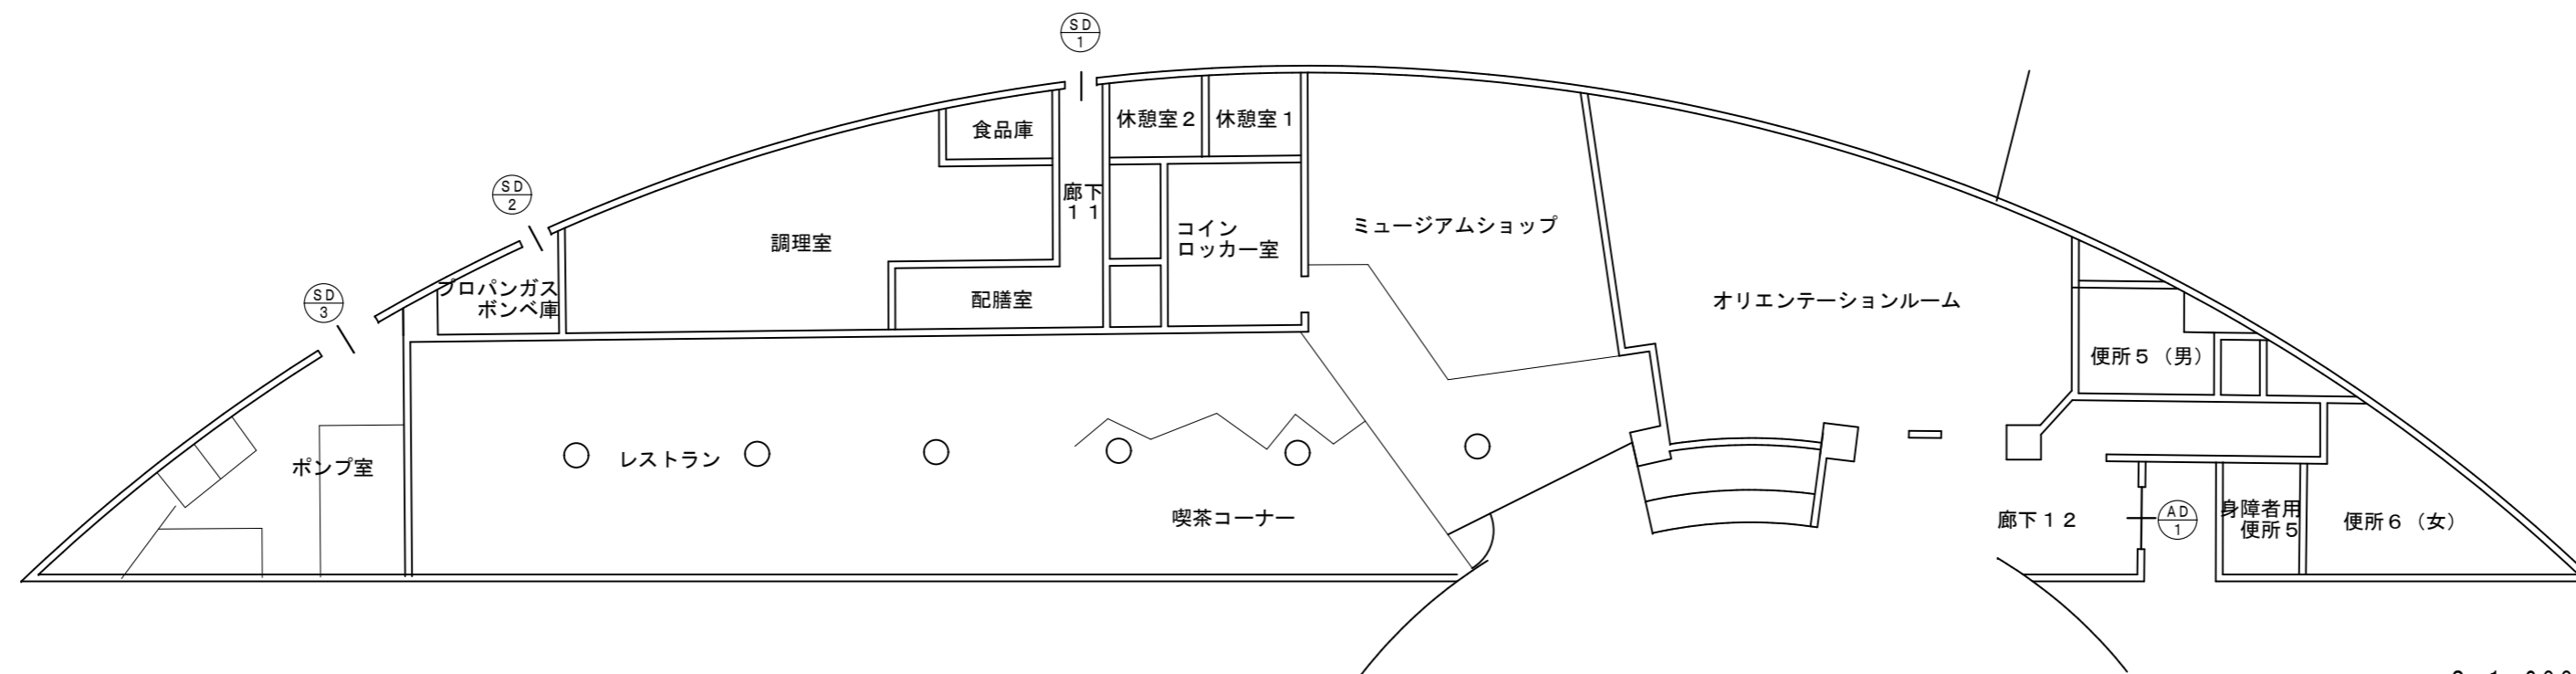 SD
1
SD
2
SD
3
食品庫
休憩室２
休憩室１
廊下
１１
調理室
コイン
ロッカー室
ミュージアムショップ
プロパンガス
ボンベ庫
配膳室
オリエンテーションルーム
便所５（男）
ポンプ室
レストラン
喫茶コーナー
廊下１２
AD
1
身障者用
便所５
便所６（女）